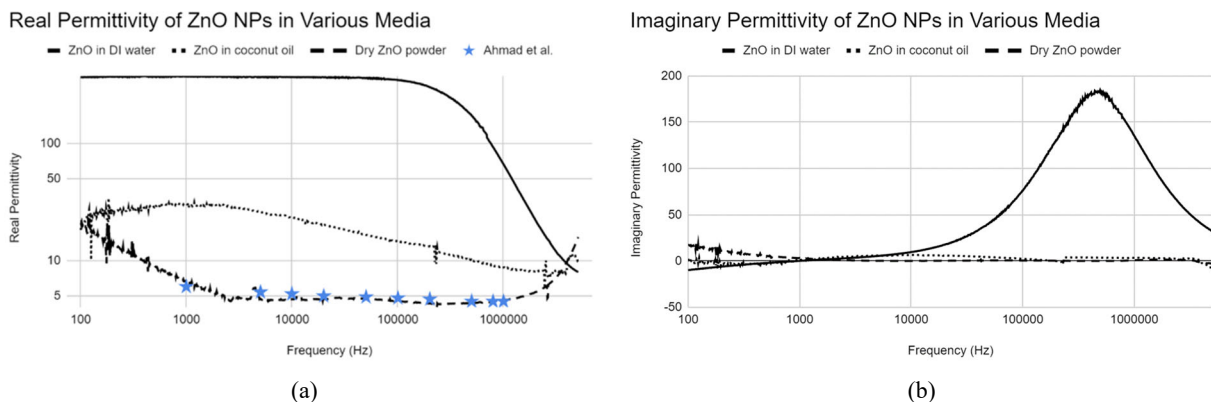 Real Permittivity of ZnO NPs in Various Media
ZnO in DI water ZnO in coconut oil Dry ZnO powder Ahmad et al.
Real Permittivity
100
50
10
5
100 1000 10000 100000 1000000
Frequency (Hz)
(a)
Imaginary Permittivity of ZnO NPs in Various Media
ZnO in DI water ZnO in coconut oil Dry ZnO powder
Imaginary Permittivity
200
150
100
50
0
-50
100 1000 10000 100000 1000000
Frequency (Hz)
(b)